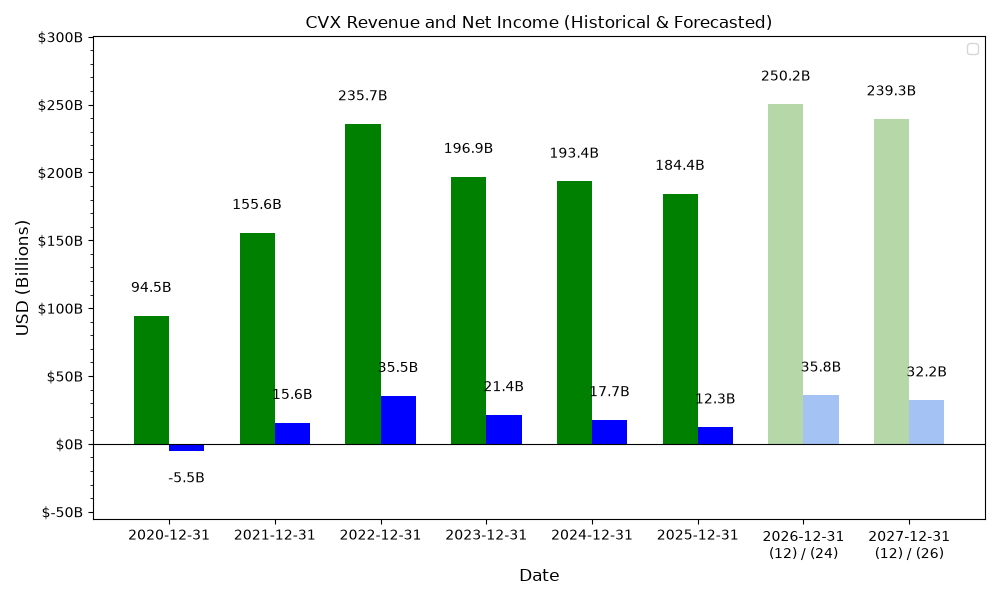 CVX Revenue and Net Income (Historical & Forecasted)
USD (Billions)
$300B
$250B
$200B
$150B
$100B
$50B
$0B
$-50B
94.5B
-5.5B
155.6B
15.6B
235.7B
35.5B
196.9B
21.4B
193.4B
17.7B
184.4B
12.3B
250.2B
35.8B
239.3B
32.2B
2020-12-31
2021-12-31
2022-12-31
2023-12-31
2024-12-31
2025-12-31
2026-12-31
(12) / (24)
2027-12-31
(12) / (26)
Date